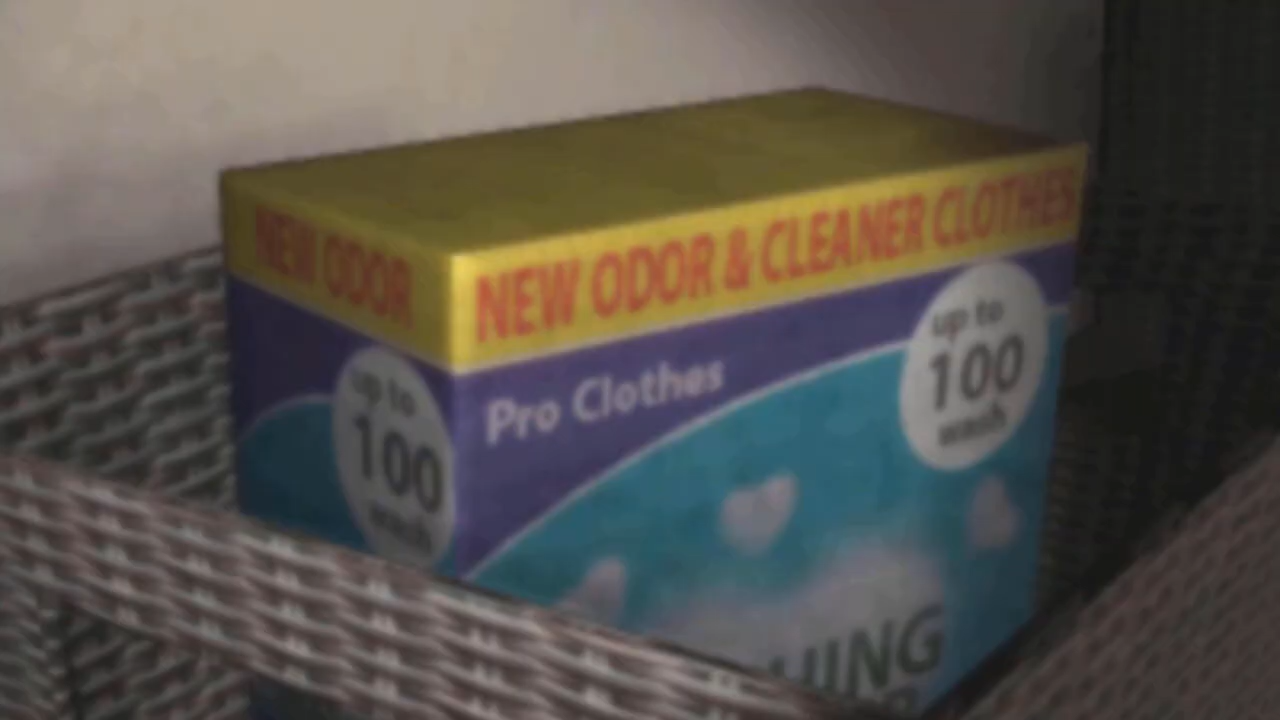 NEW ODOR
NEW ODOR & CLEANER CLOTHES
up to
100
wash
Pro Clothes
up to
100
wash